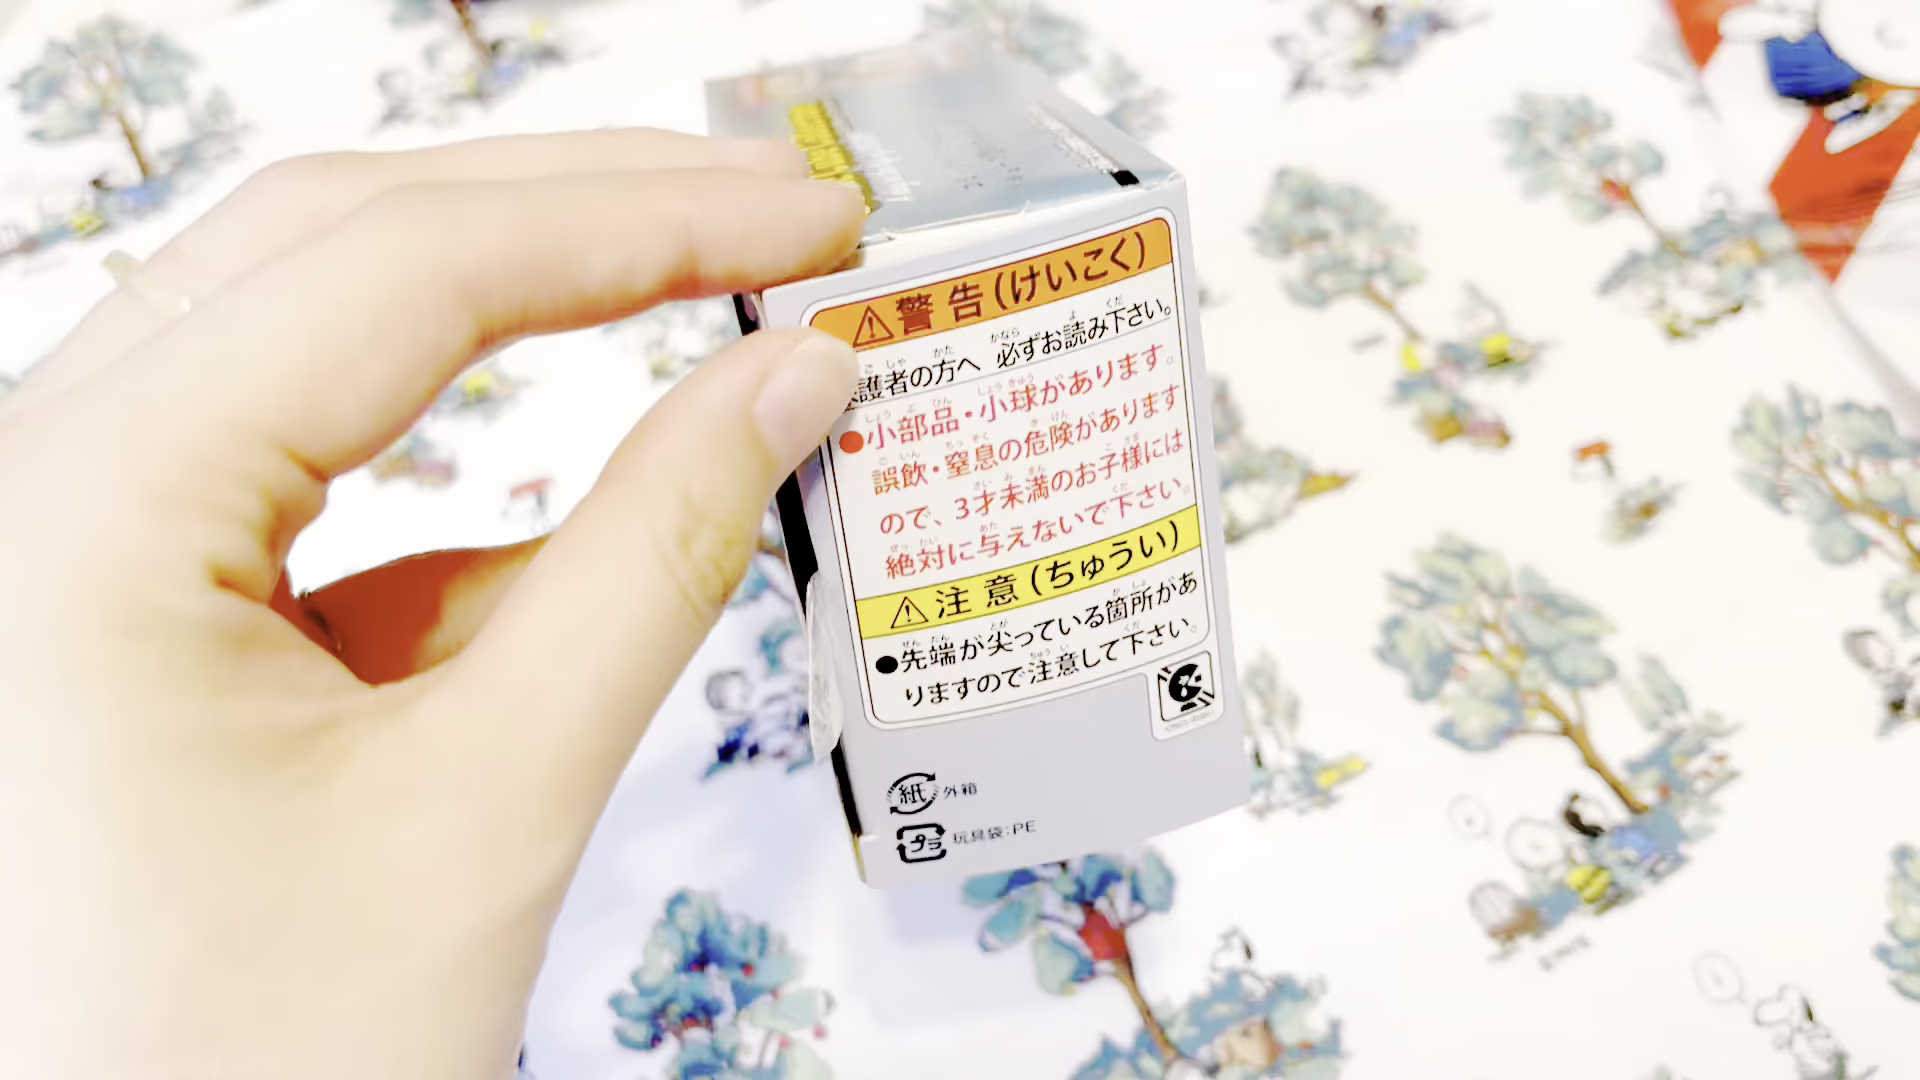 警告(けいこく)
護者の方へ 必ずお読み下さい。
●小部品・小球があります。
誤飲・窒息の危険があります
ので、3才未満のお子様には
絶対に与えないで下さい。
注意(ちゅうい)
●先端が尖っている箇所があ
りますので注意して下さい。
紙 外箱
プラ 玩具袋:PE